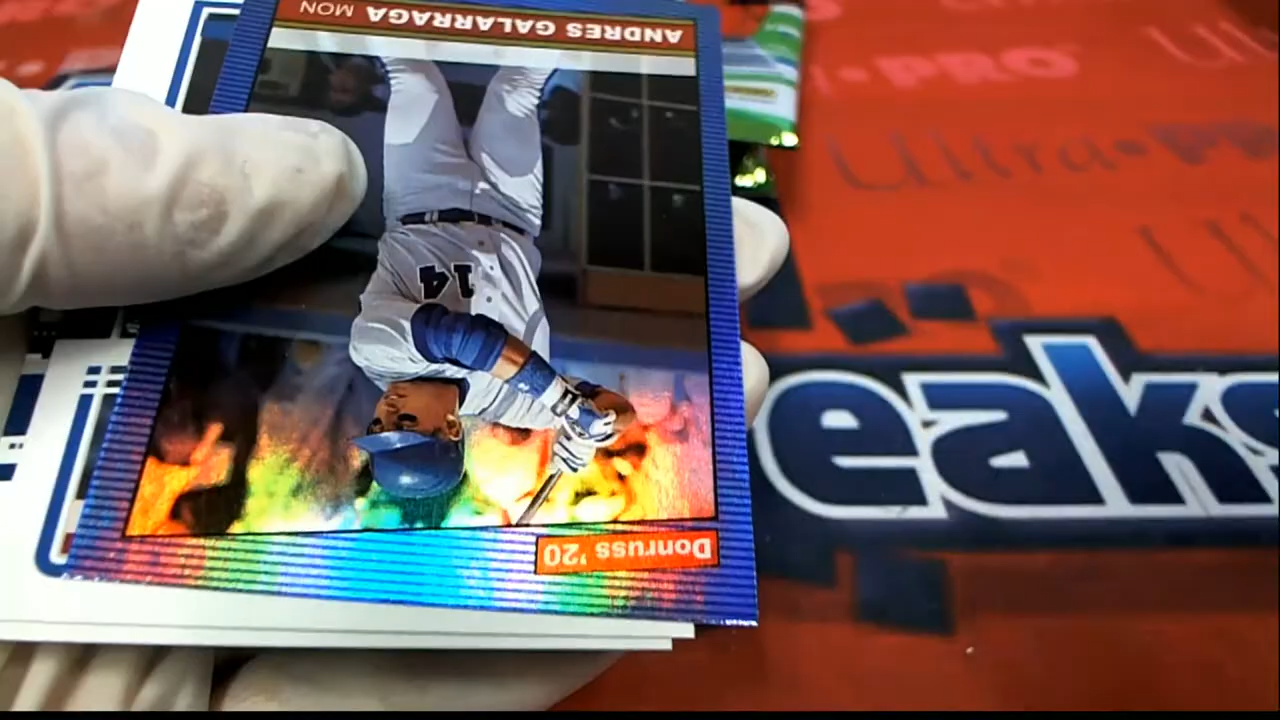 ANDRES GALARRAGA MON
14
Donruss '20
PRO
Ultra•PRO
eaks